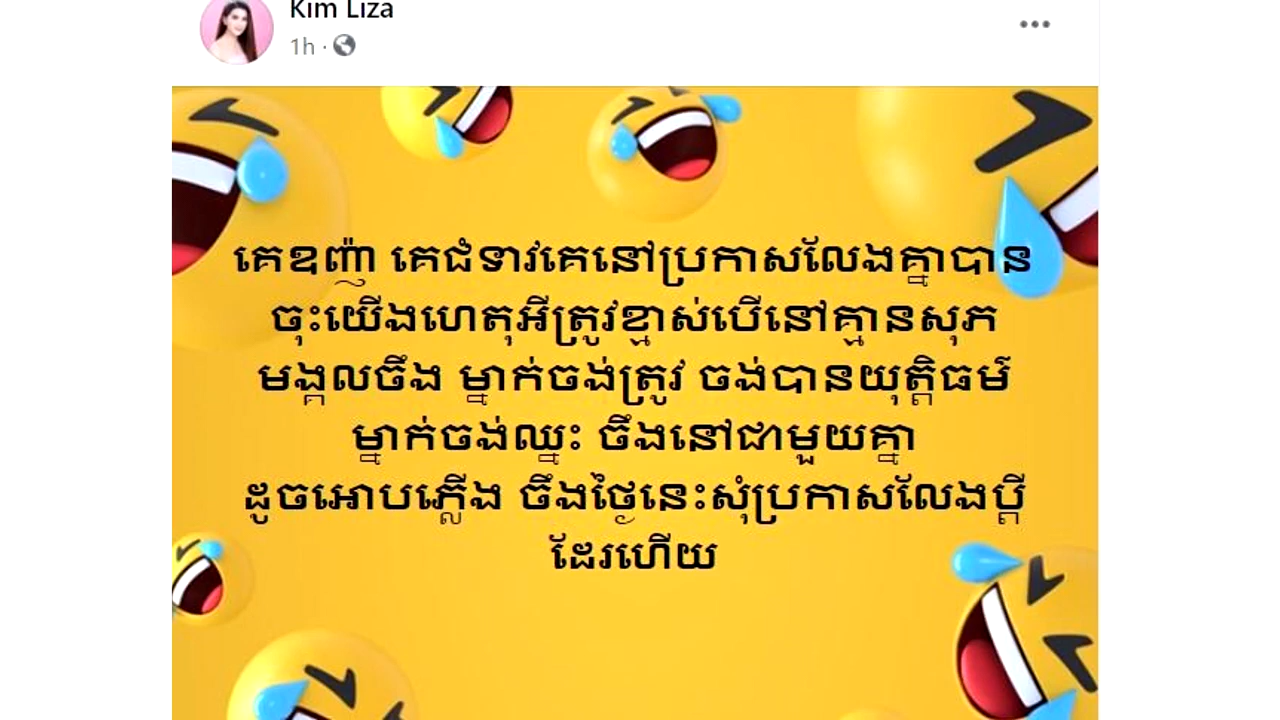 Kim Liza
1h ·
គេឧញ៉ា គេជំទាវគេនៅប្រកាសលែងគ្នាបាន
ចុះយើងហេតុអីត្រូវខ្មាស់បើនៅគ្មានសុភ
មង្គលចឹង ម្នាក់ចង់ត្រូវ ចង់បានយុត្តិធម៌
ម្នាក់ចង់ឈ្នះ ចឹងនៅជាមួយគ្នា
ដូចអោបភ្លើង ចឹងថ្ងៃនេះសុំប្រកាសលែងប្តី
ដែរហើយ